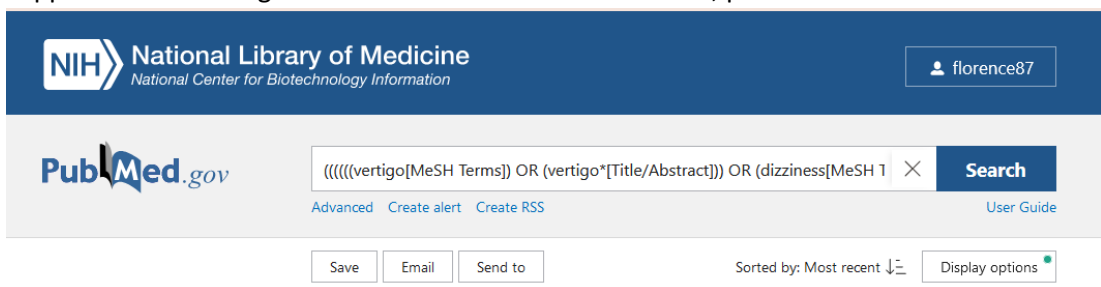 NIH National Library of Medicine
National Center for Biotechnology Information
florence87
PubMed.gov
((((((vertigo[MeSH Terms]) OR (vertigo*[Title/Abstract])) OR (dizziness[MeSH T
Search
Advanced Create alert Create RSS
User Guide
Save Email Send to
Sorted by: Most recent
Display options